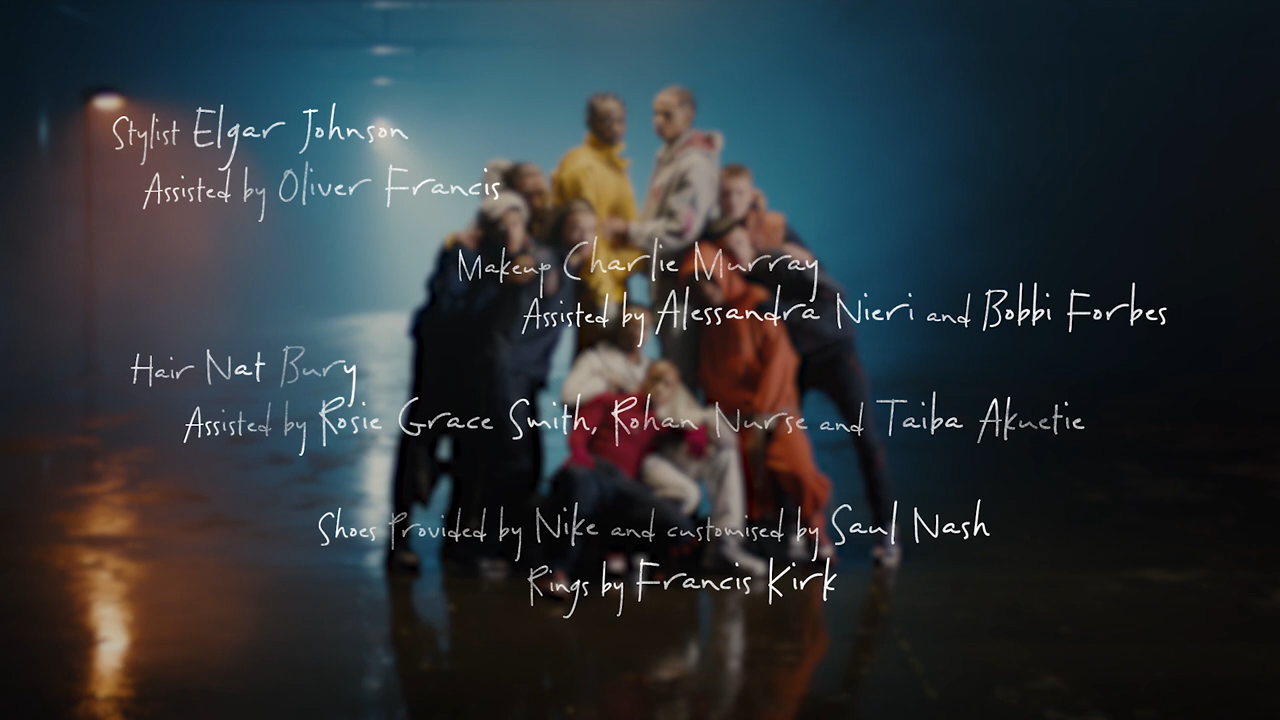 Stylist Elgar Johnson
Assisted by Oliver Francis
Makeup Charlie Murray
Assisted by Alessandra Nieri and Bobbi Forbes
Hair Nat Bury
Assisted by Rosie Grace Smith, Rohan Nurse and Taiba Akuetie
Shoes Provided by Nike and customised by Saul Nash
Rings by Francis Kirk